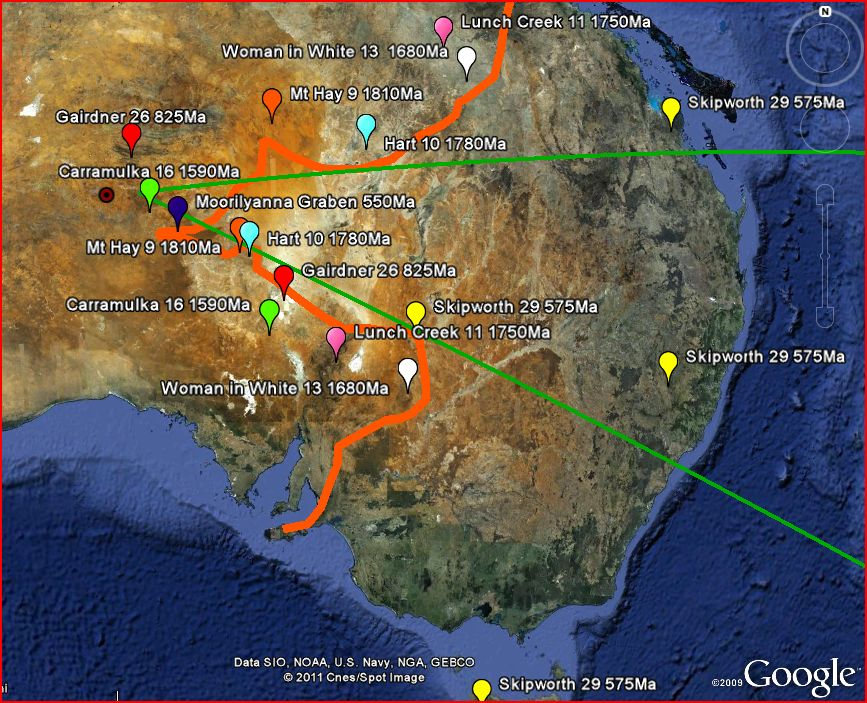 N
Lunch Creek 11 1750Ma
Woman in White 13 1680Ma
Mt Hay 9 1810Ma
Skipworth 29 575Ma
Gairdner 26 825Ma
Hart 10 1780Ma
Carramulka 16 1590Ma
Moorilyanna Graben 550Ma
Mt Hay 9 1810Ma
Hart 10 1780Ma
Gairdner 26 825Ma
Carramulka 16 1590Ma
Skipworth 29 575Ma
Lunch Creek 11 1750Ma
Skipworth 29 575Ma
Woman in White 13 1680Ma
Data SIO, NOAA, U.S. Navy, NGA, GEBCO
© 2011 Cnes/Spot Image
©2009 Google
Skipworth 29 575Ma